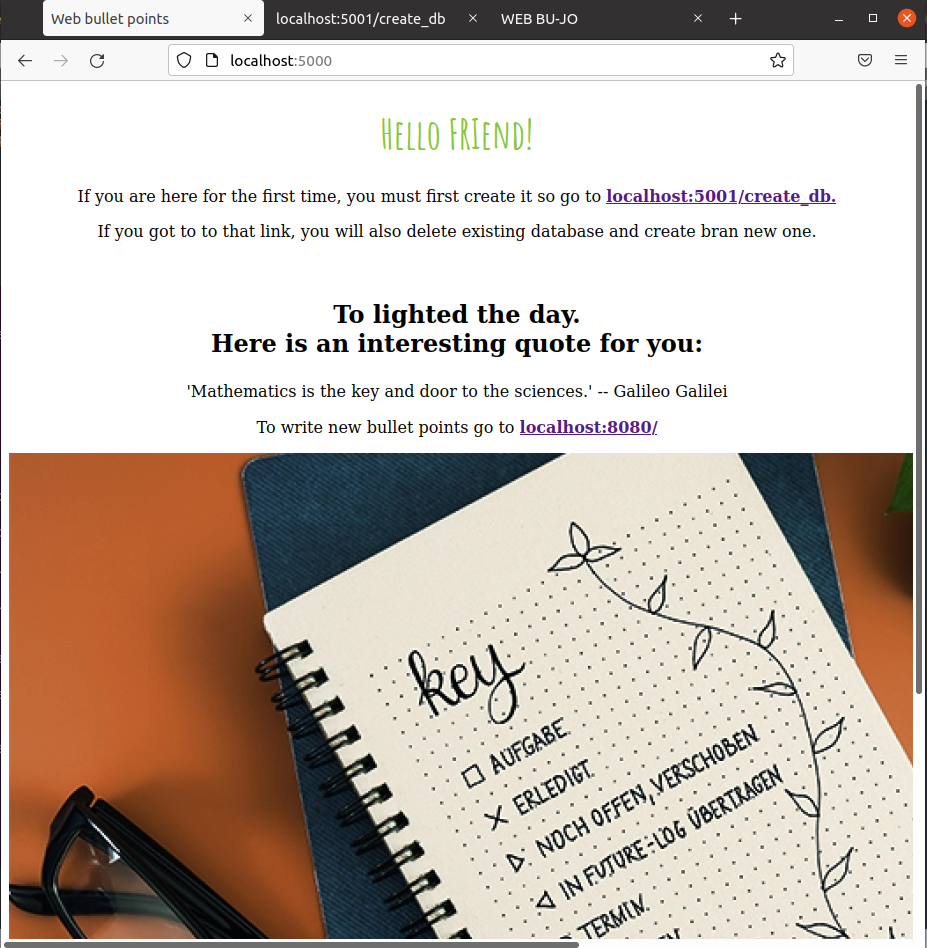 Web bullet points
localhost:5001/create_db
WEB BU-JO
localhost:5000
Hello FRIend!
If you are here for the first time, you must first create it so go to localhost:5001/create_db.
If you got to to that link, you will also delete existing database and create bran new one.
To lighted the day.
Here is an interesting quote for you:
'Mathematics is the key and door to the sciences.' -- Galileo Galilei
To write new bullet points go to localhost:8080/
key
AUFGABE
ERLEDIGT
NOCH OFFEN, VERSCHOBEN
IN FUTURE-LOG ÜBERTRAGEN
TERMIN